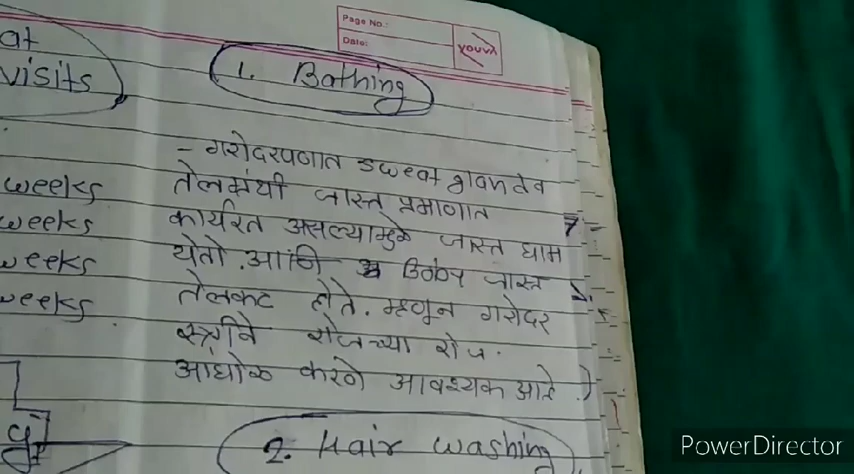 Page No.:
Date:
youva
at
visits
1. Bathing
- गरोदरपणात sweat gland व
weeks तेलग्रंथी जास्त प्रमाणात
weeks कार्यरत असल्यामुळे जास्त घाम
weeks येतो. आणि Body जास्त
weeks तेलकट होते. म्हणून गरोदर
स्त्रीने रोजच्या रोज.
आंघोळ करणे आवश्यक आहे.
2. Hair washing
PowerDirector